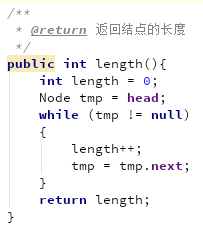 /**
 * @return 返回结点的长度
 */
public int length(){
    int length = 0;
    Node tmp = head;
    while (tmp != null)
    {
        length++;
        tmp = tmp.next;
    }
    return length;
}